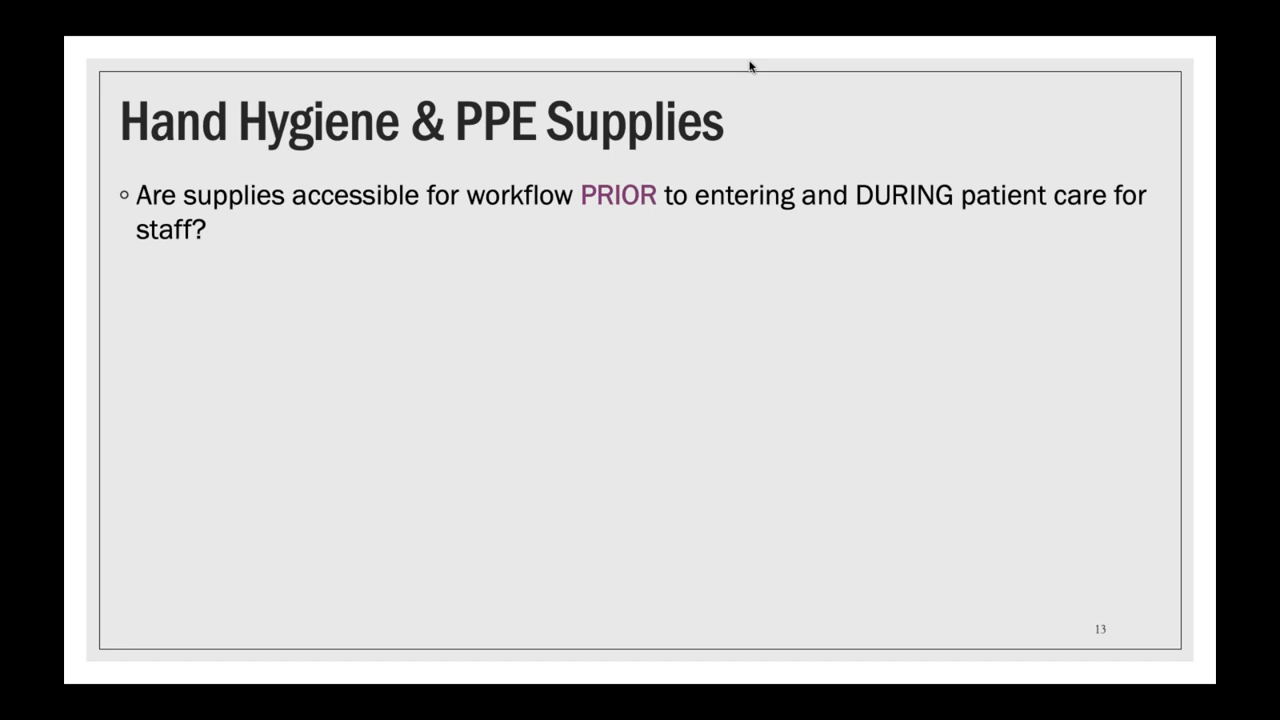 Hand Hygiene & PPE Supplies
◦ Are supplies accessible for workflow PRIOR to entering and DURING patient care for
staff?
13